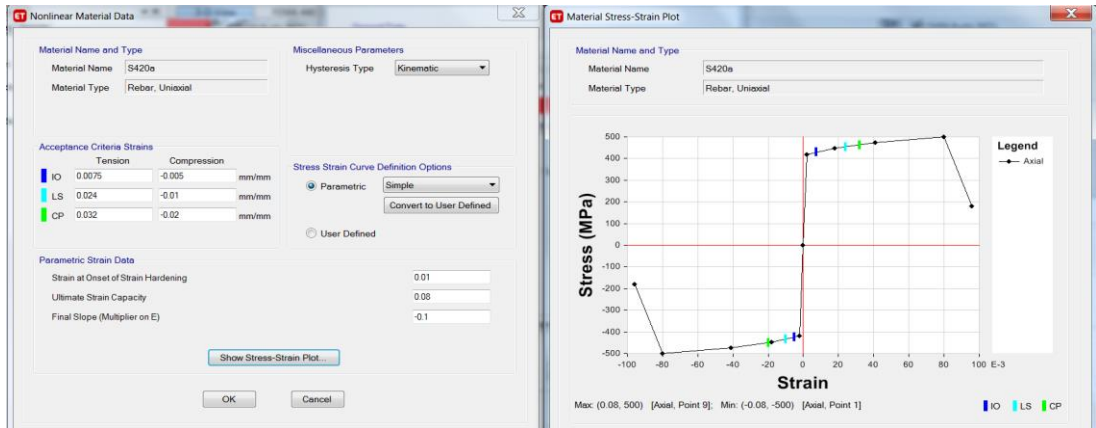 Nonlinear Material Data
Material Name and Type
Material Name S420a
Material Type Rebar, Uniaxial
Miscellaneous Parameters
Hysteresis Type Kinematic
Acceptance Criteria Strains
Tension Compression
IO 0.0075 -0.005 mm/mm
LS 0.024 -0.01 mm/mm
CP 0.032 -0.02 mm/mm
Stress Strain Curve Definition Options
Parametric Simple
Convert to User Defined
User Defined
Parametric Strain Data
Strain at Onset of Strain Hardening 0.01
Ultimate Strain Capacity 0.08
Final Slope (Multiplier on E) -0.1
Show Stress-Strain Plot...
OK Cancel
Material Stress-Strain Plot
Material Name and Type
Material Name S420a
Material Type Rebar, Uniaxial
Stress (MPa)
500
400
300
200
100
0
-100
-200
-300
-400
-500
-100 -80 -60 -40 -20 0 20 40 60 80 100 E-3
Strain
Legend
Axial
Max: (0.08, 500) [Axial, Point 9]; Min: (-0.08, -500) [Axial, Point 1]
IO LS CP